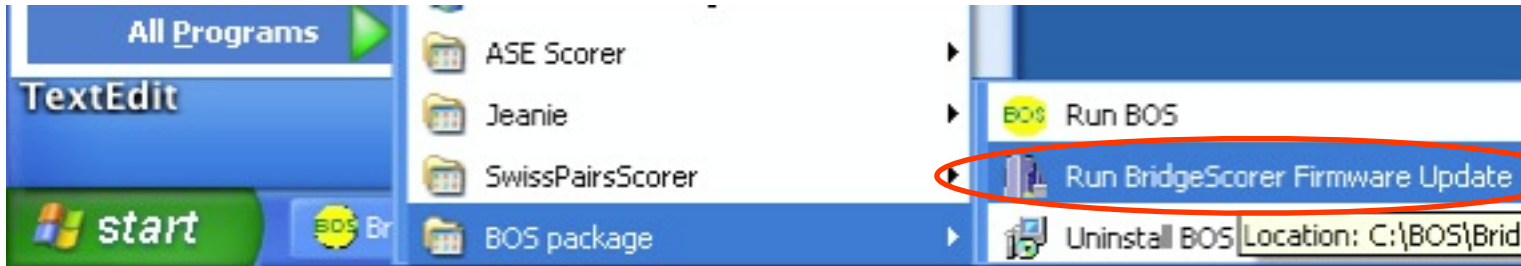 All Programs
TextEdit
start
BOS Br
ASE Scorer
Jeanie
SwissPairsScorer
BOS package
BOS Run BOS
Run BridgeScorer Firmware Update
Uninstall BOS
Location: C:\BOS\Brid